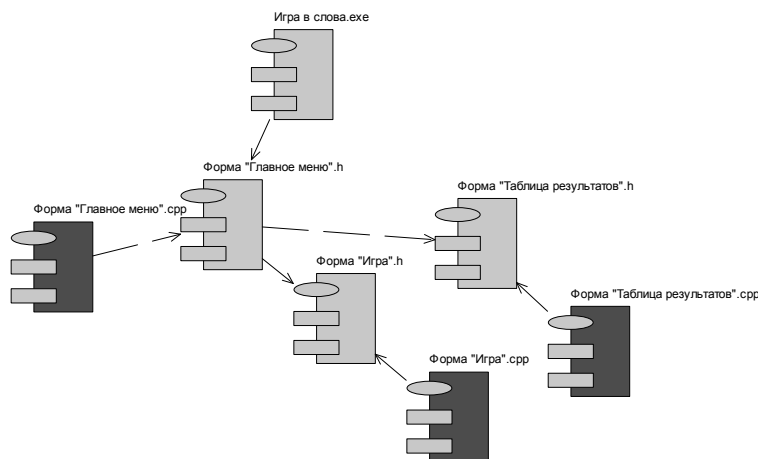 Игра в слова.exe
Форма "Главное меню".h
Форма "Таблица результатов".h
Форма "Главное меню".cpp
Форма "Игра".h
Форма "Таблица результатов".cpp
Форма "Игра".cpp